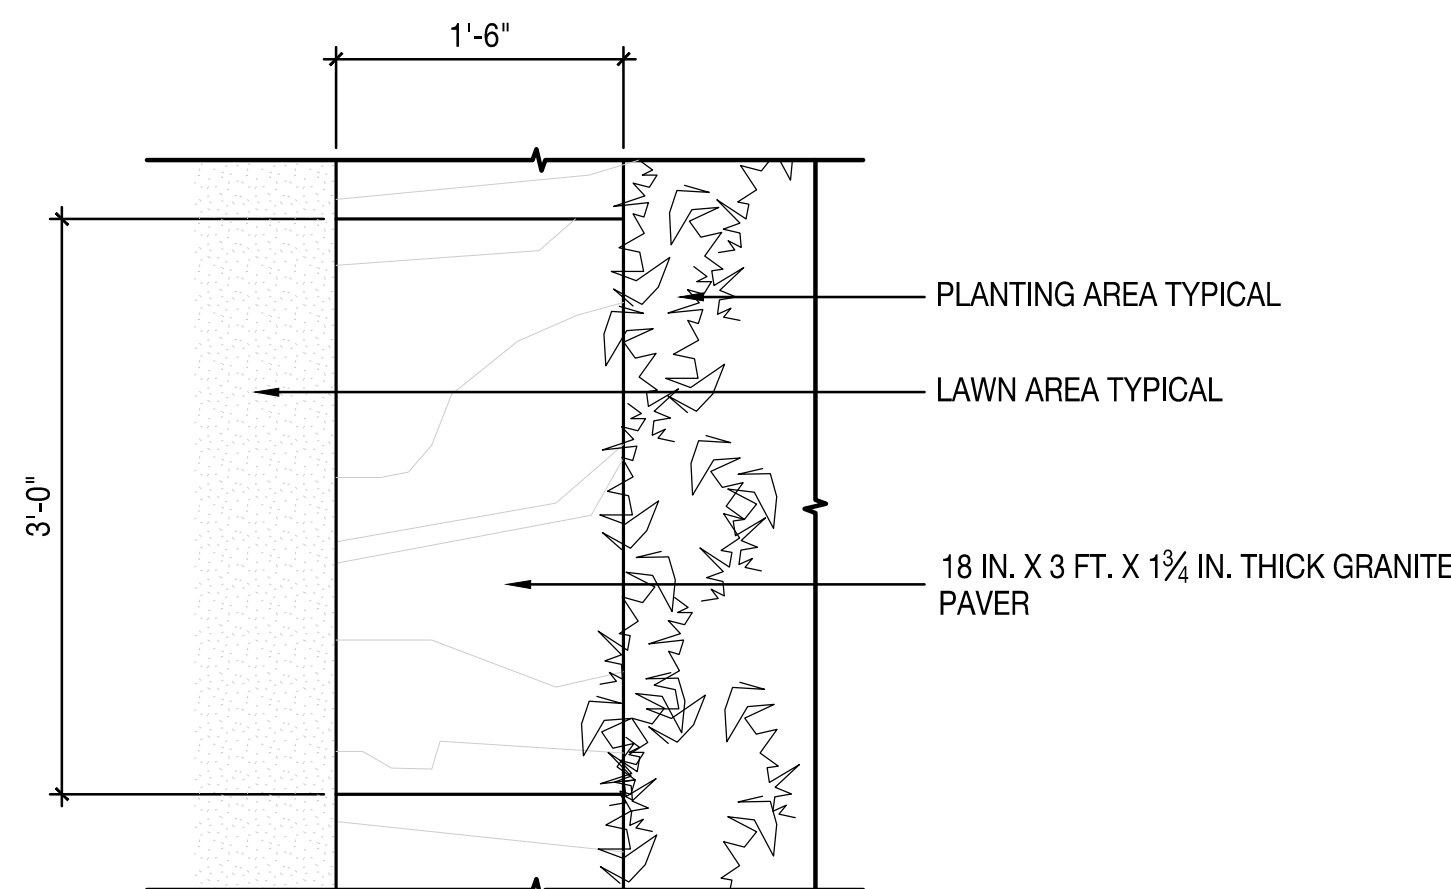 1'-6"
PLANTING AREA TYPICAL
LAWN AREA TYPICAL
3'-0"
18 IN. X 3 FT. X 1¾ IN. THICK GRANITE
PAVER